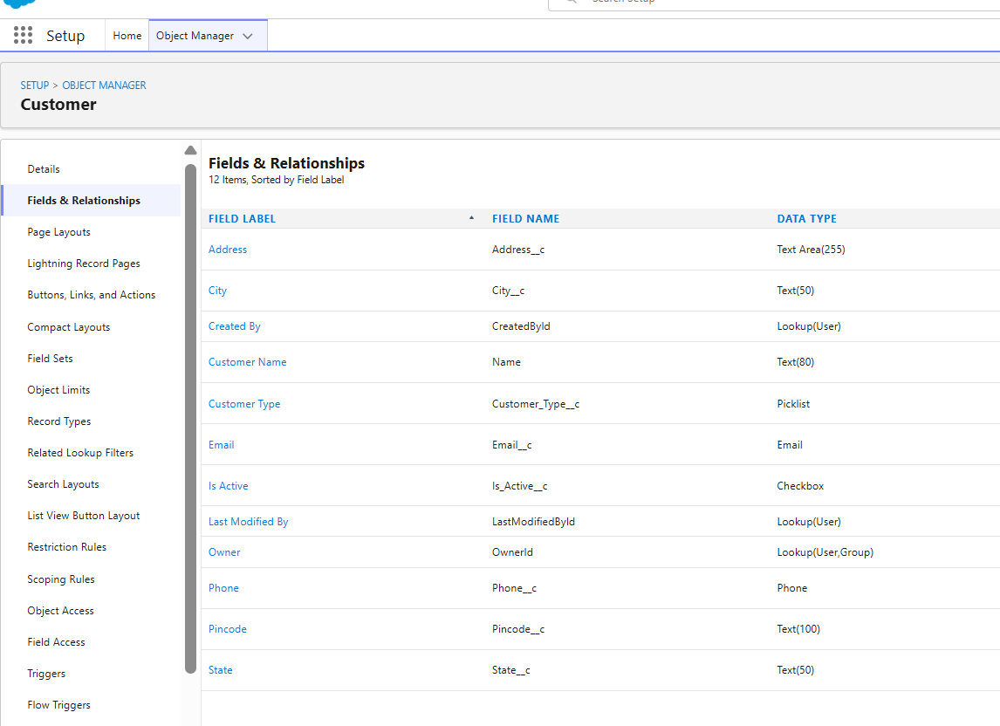 Search Setup
Setup
Home
Object Manager
SETUP > OBJECT MANAGER
Customer
Details
Fields & Relationships
Page Layouts
Lightning Record Pages
Buttons, Links, and Actions
Compact Layouts
Field Sets
Object Limits
Record Types
Related Lookup Filters
Search Layouts
List View Button Layout
Restriction Rules
Scoping Rules
Object Access
Field Access
Triggers
Flow Triggers
Fields & Relationships
12 Items, Sorted by Field Label
FIELD LABEL FIELD NAME DATA TYPE
Address Address__c Text Area(255)
City City__c Text(50)
Created By CreatedById Lookup(User)
Customer Name Name Text(80)
Customer Type Customer_Type__c Picklist
Email Email__c Email
Is Active Is_Active__c Checkbox
Last Modified By LastModifiedById Lookup(User)
Owner OwnerId Lookup(User,Group)
Phone Phone__c Phone
Pincode Pincode__c Text(100)
State State__c Text(50)